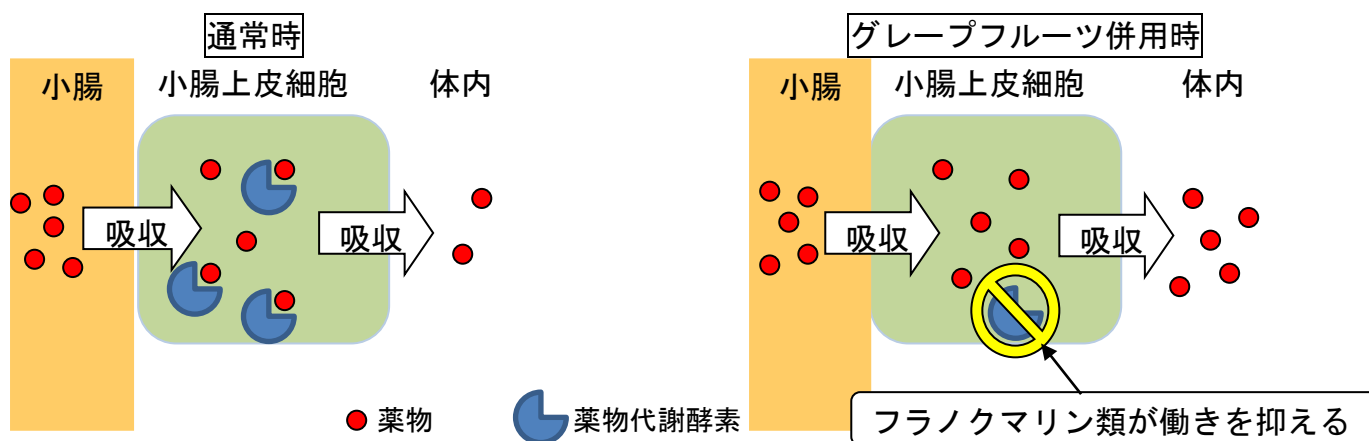 通常時
小腸
小腸上皮細胞
体内
吸収
吸収
薬物
薬物代謝酵素
グレープフルーツ併用時
小腸
小腸上皮細胞
体内
吸収
吸収
フラノクマリン類が働きを抑える